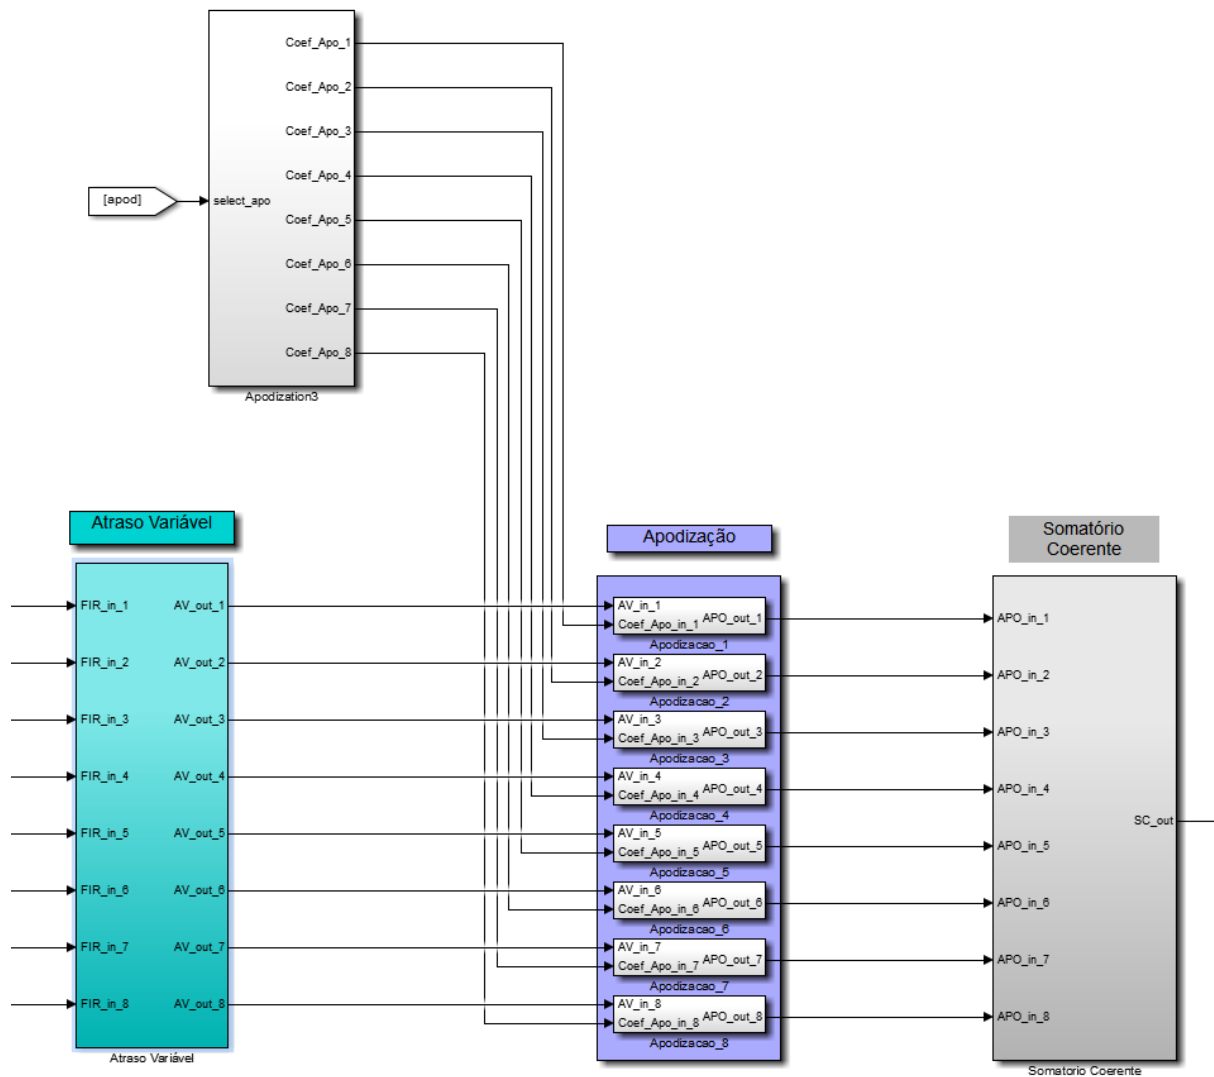 Coef_Apo_1
Coef_Apo_2
Coef_Apo_3
Coef_Apo_4
[apod]
select_apo
Coef_Apo_5
Coef_Apo_6
Coef_Apo_7
Coef_Apo_8
Apodization3
Atraso Variável
FIR_in_1 AV_out_1
FIR_in_2 AV_out_2
FIR_in_3 AV_out_3
FIR_in_4 AV_out_4
FIR_in_5 AV_out_5
FIR_in_6 AV_out_6
FIR_in_7 AV_out_7
FIR_in_8 AV_out_8
Atraso Variável
Apodização
AV_in_1
Coef_Apo_in_1 APO_out_1
Apodizacao_1
AV_in_2
Coef_Apo_in_2 APO_out_2
Apodizacao_2
AV_in_3
Coef_Apo_in_3 APO_out_3
Apodizacao_3
AV_in_4
Coef_Apo_in_4 APO_out_4
Apodizacao_4
AV_in_5
Coef_Apo_in_5 APO_out_5
Apodizacao_5
AV_in_6
Coef_Apo_in_6 APO_out_6
Apodizacao_6
AV_in_7
Coef_Apo_in_7 APO_out_7
Apodizacao_7
AV_in_8
Coef_Apo_in_8 APO_out_8
Apodizacao_8
Somatório
Coerente
APO_in_1
APO_in_2
APO_in_3
APO_in_4
SC_out
APO_in_5
APO_in_6
APO_in_7
APO_in_8
Somatorio Coerente